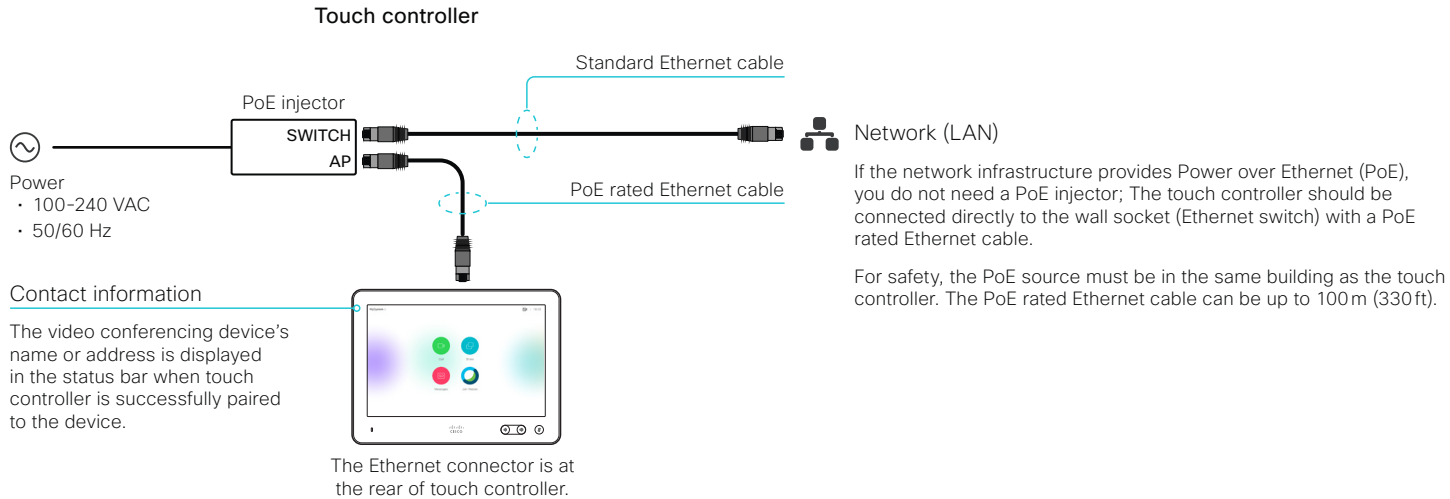 Touch controller
Standard Ethernet cable
PoE injector
SWITCH
AP
Power
• 100-240 VAC
• 50/60 Hz
PoE rated Ethernet cable
Network (LAN)
If the network infrastructure provides Power over Ethernet (PoE),
you do not need a PoE injector; The touch controller should be
connected directly to the wall socket (Ethernet switch) with a PoE
rated Ethernet cable.
For safety, the PoE source must be in the same building as the touch
controller. The PoE rated Ethernet cable can be up to 100 m (330 ft).
Contact information
The video conferencing device’s
name or address is displayed
in the status bar when touch
controller is successfully paired
to the device.
CISCO
The Ethernet connector is at
the rear of touch controller.